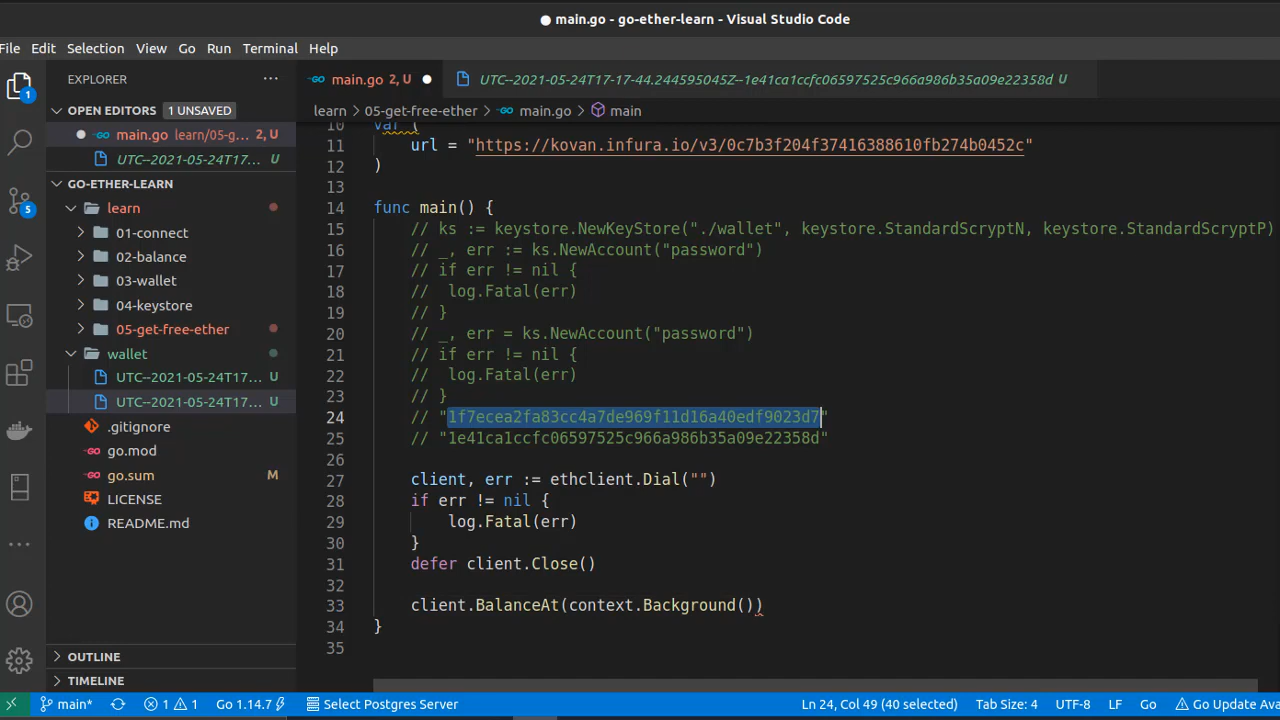 ● main.go - go-ether-learn - Visual Studio Code
File Edit Selection View Go Run Terminal Help
EXPLORER ···
main.go 2, U ●
UTC--2021-05-24T17-17-44.244595045Z--1e41ca1ccfc06597525c966a986b35a09e22358d U
OPEN EDITORS 1 UNSAVED
● main.go learn/05-g... 2, U
UTC--2021-05-24T17... U
learn > 05-get-free-ether > main.go > main
GO-ETHER-LEARN
learn
01-connect
02-balance
03-wallet
04-keystore
05-get-free-ether
wallet
UTC--2021-05-24T17... U
UTC--2021-05-24T17... U
.gitignore
go.mod
go.sum M
LICENSE
README.md
OUTLINE
TIMELINE
10 var (
11 url = "https://kovan.infura.io/v3/0c7b3f204f37416388610fb274b0452c"
12 )
13
14 func main() {
15 // ks := keystore.NewKeyStore("./wallet", keystore.StandardScryptN, keystore.StandardScryptP)
16 // _, err := ks.NewAccount("password")
17 // if err != nil {
18 // log.Fatal(err)
19 // }
20 // _, err = ks.NewAccount("password")
21 // if err != nil {
22 // log.Fatal(err)
23 // }
24 // "1f7ecea2fa83cc4a7de969f11d16a40edf9023d7"
25 // "1e41ca1ccfc06597525c966a986b35a09e22358d"
26
27 client, err := ethclient.Dial("")
28 if err != nil {
29 log.Fatal(err)
30 }
31 defer client.Close()
32
33 client.BalanceAt(context.Background())
34 }
35
1
5
main* 1 1 Go 1.14.7 Select Postgres Server Ln 24, Col 49 (40 selected) Tab Size: 4 UTF-8 LF Go Go Update Ava